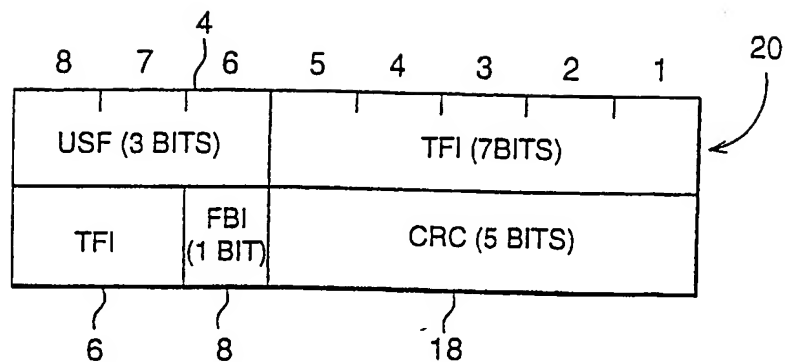 4
8 7 6 5 4 3 2 1 20
USF (3 BITS) TFI (7BITS)
TFI FBI (1 BIT) CRC (5 BITS)
6 8 18